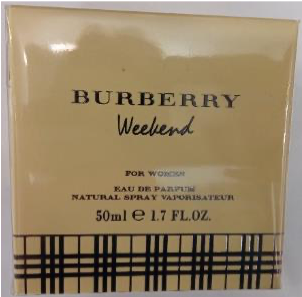 BURBERRY
Weekend
FOR WOMEN
EAU DE PARFUM
NATURAL SPRAY VAPORISATEUR
50ml ℮ 1.7 FL.OZ.